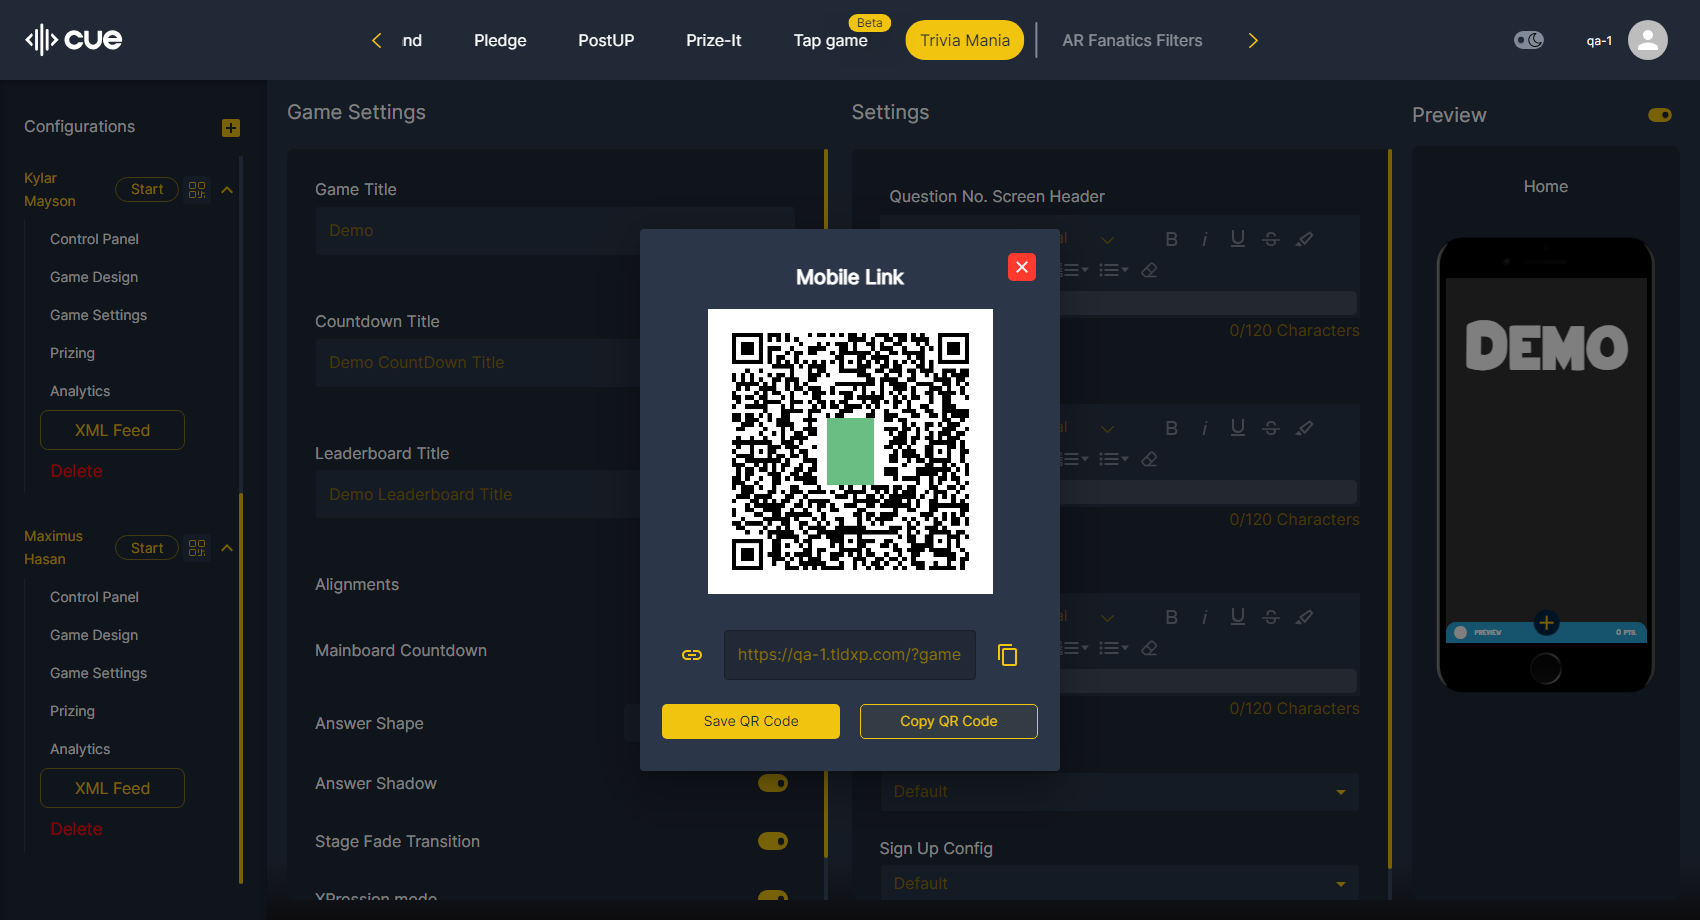 cue
nd
Pledge
PostUP
Prize-It
Tap game
Beta
Trivia Mania
AR Fanatics Filters
qa-1
Configurations
Kylar
Mayson
Start
Control Panel
Game Design
Game Settings
Prizing
Analytics
XML Feed
Delete
Maximus
Hasan
Start
Control Panel
Game Design
Game Settings
Prizing
Analytics
XML Feed
Delete
Game Settings
Game Title
Demo
Countdown Title
Demo CountDown Title
Leaderboard Title
Demo Leaderboard Title
Alignments
Mainboard Countdown
Answer Shape
Answer Shadow
Stage Fade Transition
XPression mode
Mobile Link
https://qa-1.tldxp.com/?game
Save QR Code
Copy QR Code
Settings
Question No. Screen Header
al
B i U S
0/120 Characters
al
B i U S
0/120 Characters
al
B i U S
0/120 Characters
Default
Sign Up Config
Default
Preview
Home
DEMO
PREVIEW
0 PTS.